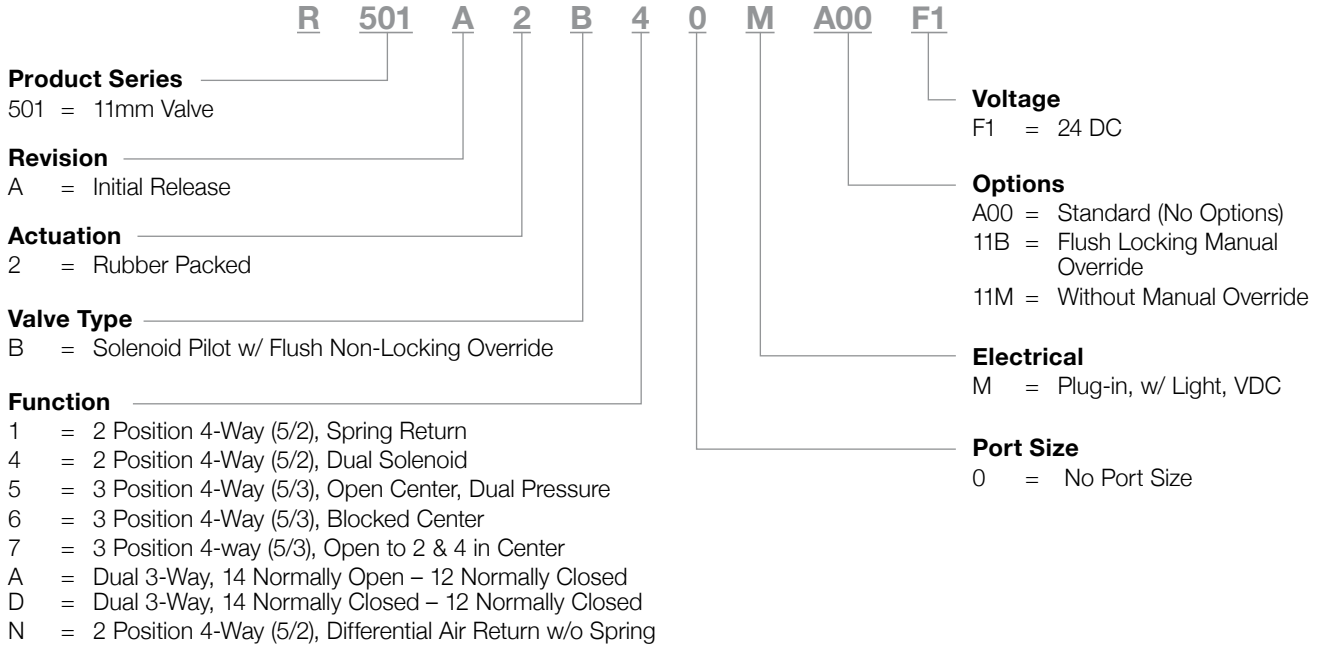 R 501 A 2 B 4 0 M A00 F1
Product Series
501 = 11mm Valve
Revision
A = Initial Release
Actuation
2 = Rubber Packed
Valve Type
B = Solenoid Pilot w/ Flush Non-Locking Override
Function
1 = 2 Position 4-Way (5/2), Spring Return
4 = 2 Position 4-Way (5/2), Dual Solenoid
5 = 3 Position 4-Way (5/3), Open Center, Dual Pressure
6 = 3 Position 4-Way (5/3), Blocked Center
7 = 3 Position 4-way (5/3), Open to 2 & 4 in Center
A = Dual 3-Way, 14 Normally Open – 12 Normally Closed
D = Dual 3-Way, 14 Normally Closed – 12 Normally Closed
N = 2 Position 4-Way (5/2), Differential Air Return w/o Spring
Voltage
F1 = 24 DC
Options
A00 = Standard (No Options)
11B = Flush Locking Manual
Override
11M = Without Manual Override
Electrical
M = Plug-in, w/ Light, VDC
Port Size
0 = No Port Size